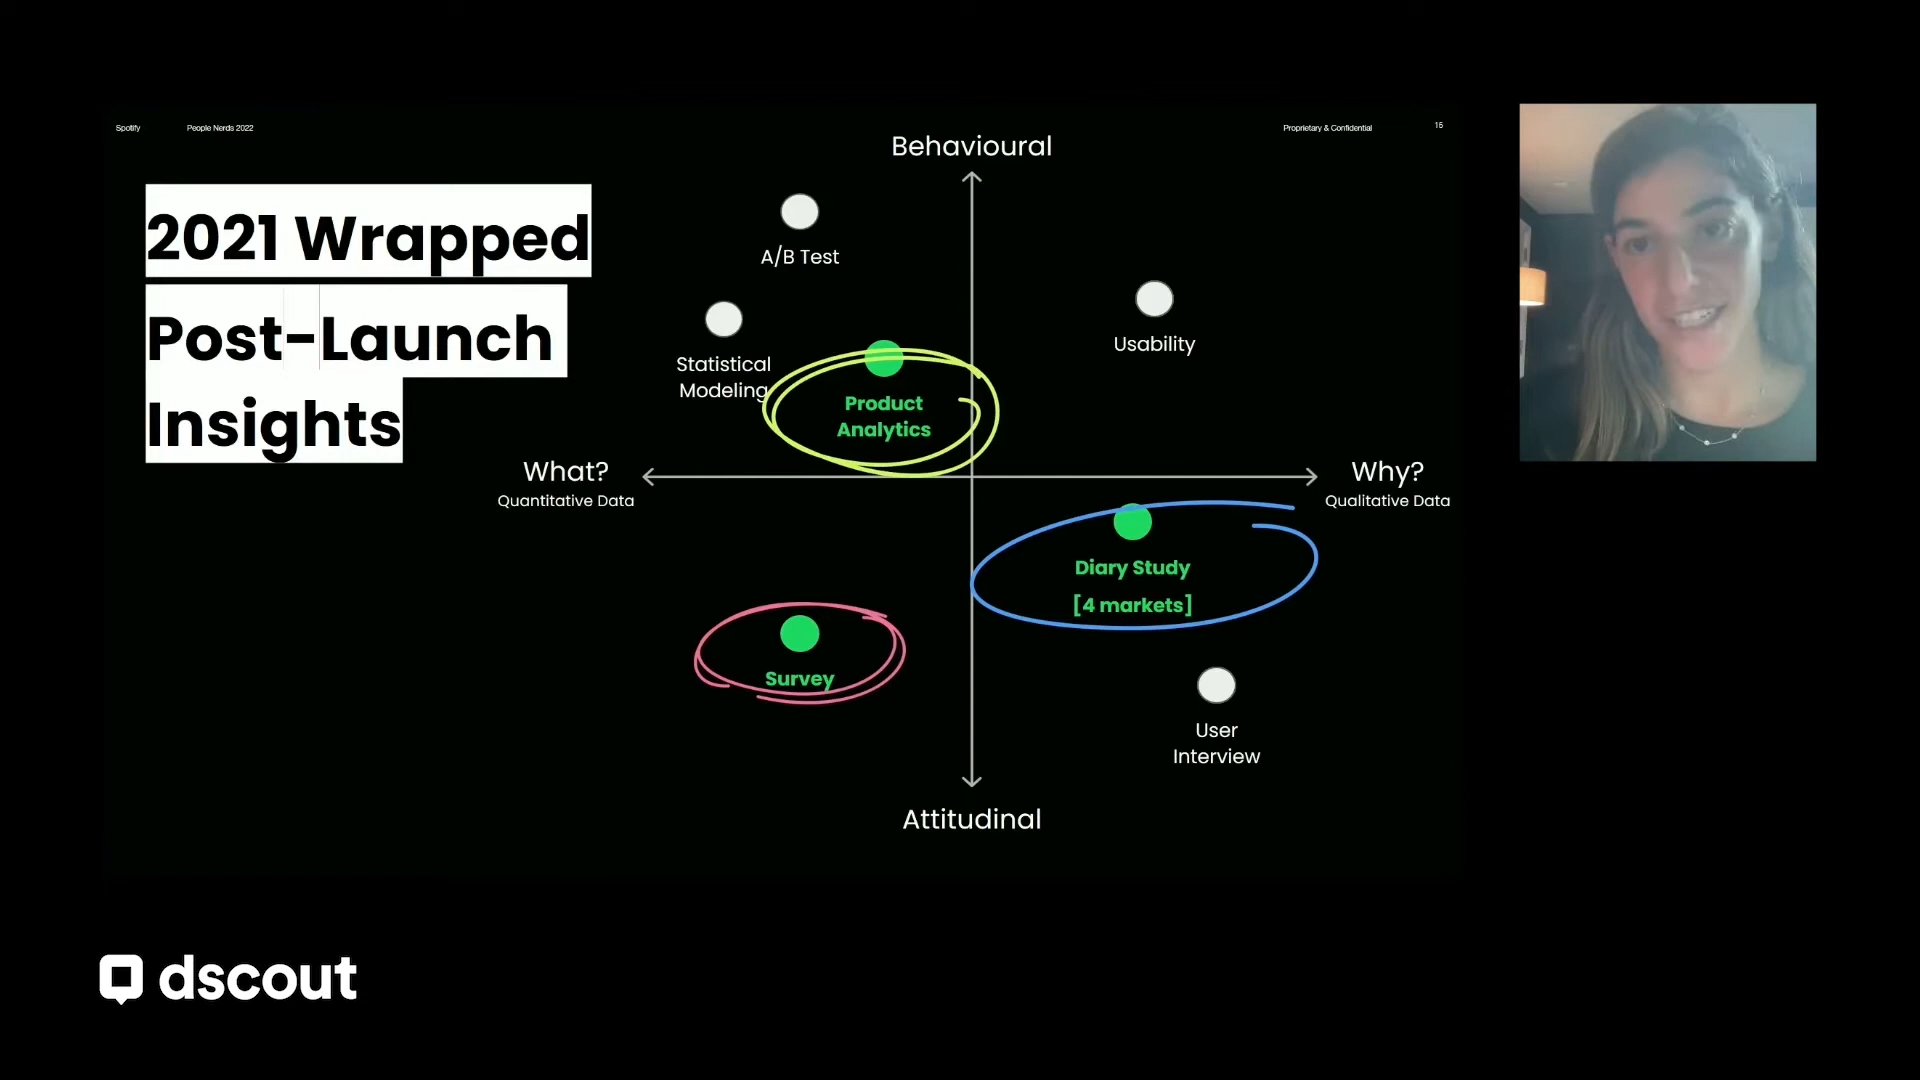 Spotify
People Nerds 2022
Proprietary & Confidential
15
2021 Wrapped
Post-Launch
Insights
Behavioural
A/B Test
Statistical
Modeling
Product
Analytics
Usability
What?
Quantitative Data
Why?
Qualitative Data
Diary Study
[4 markets]
Survey
User
Interview
Attitudinal
dscout